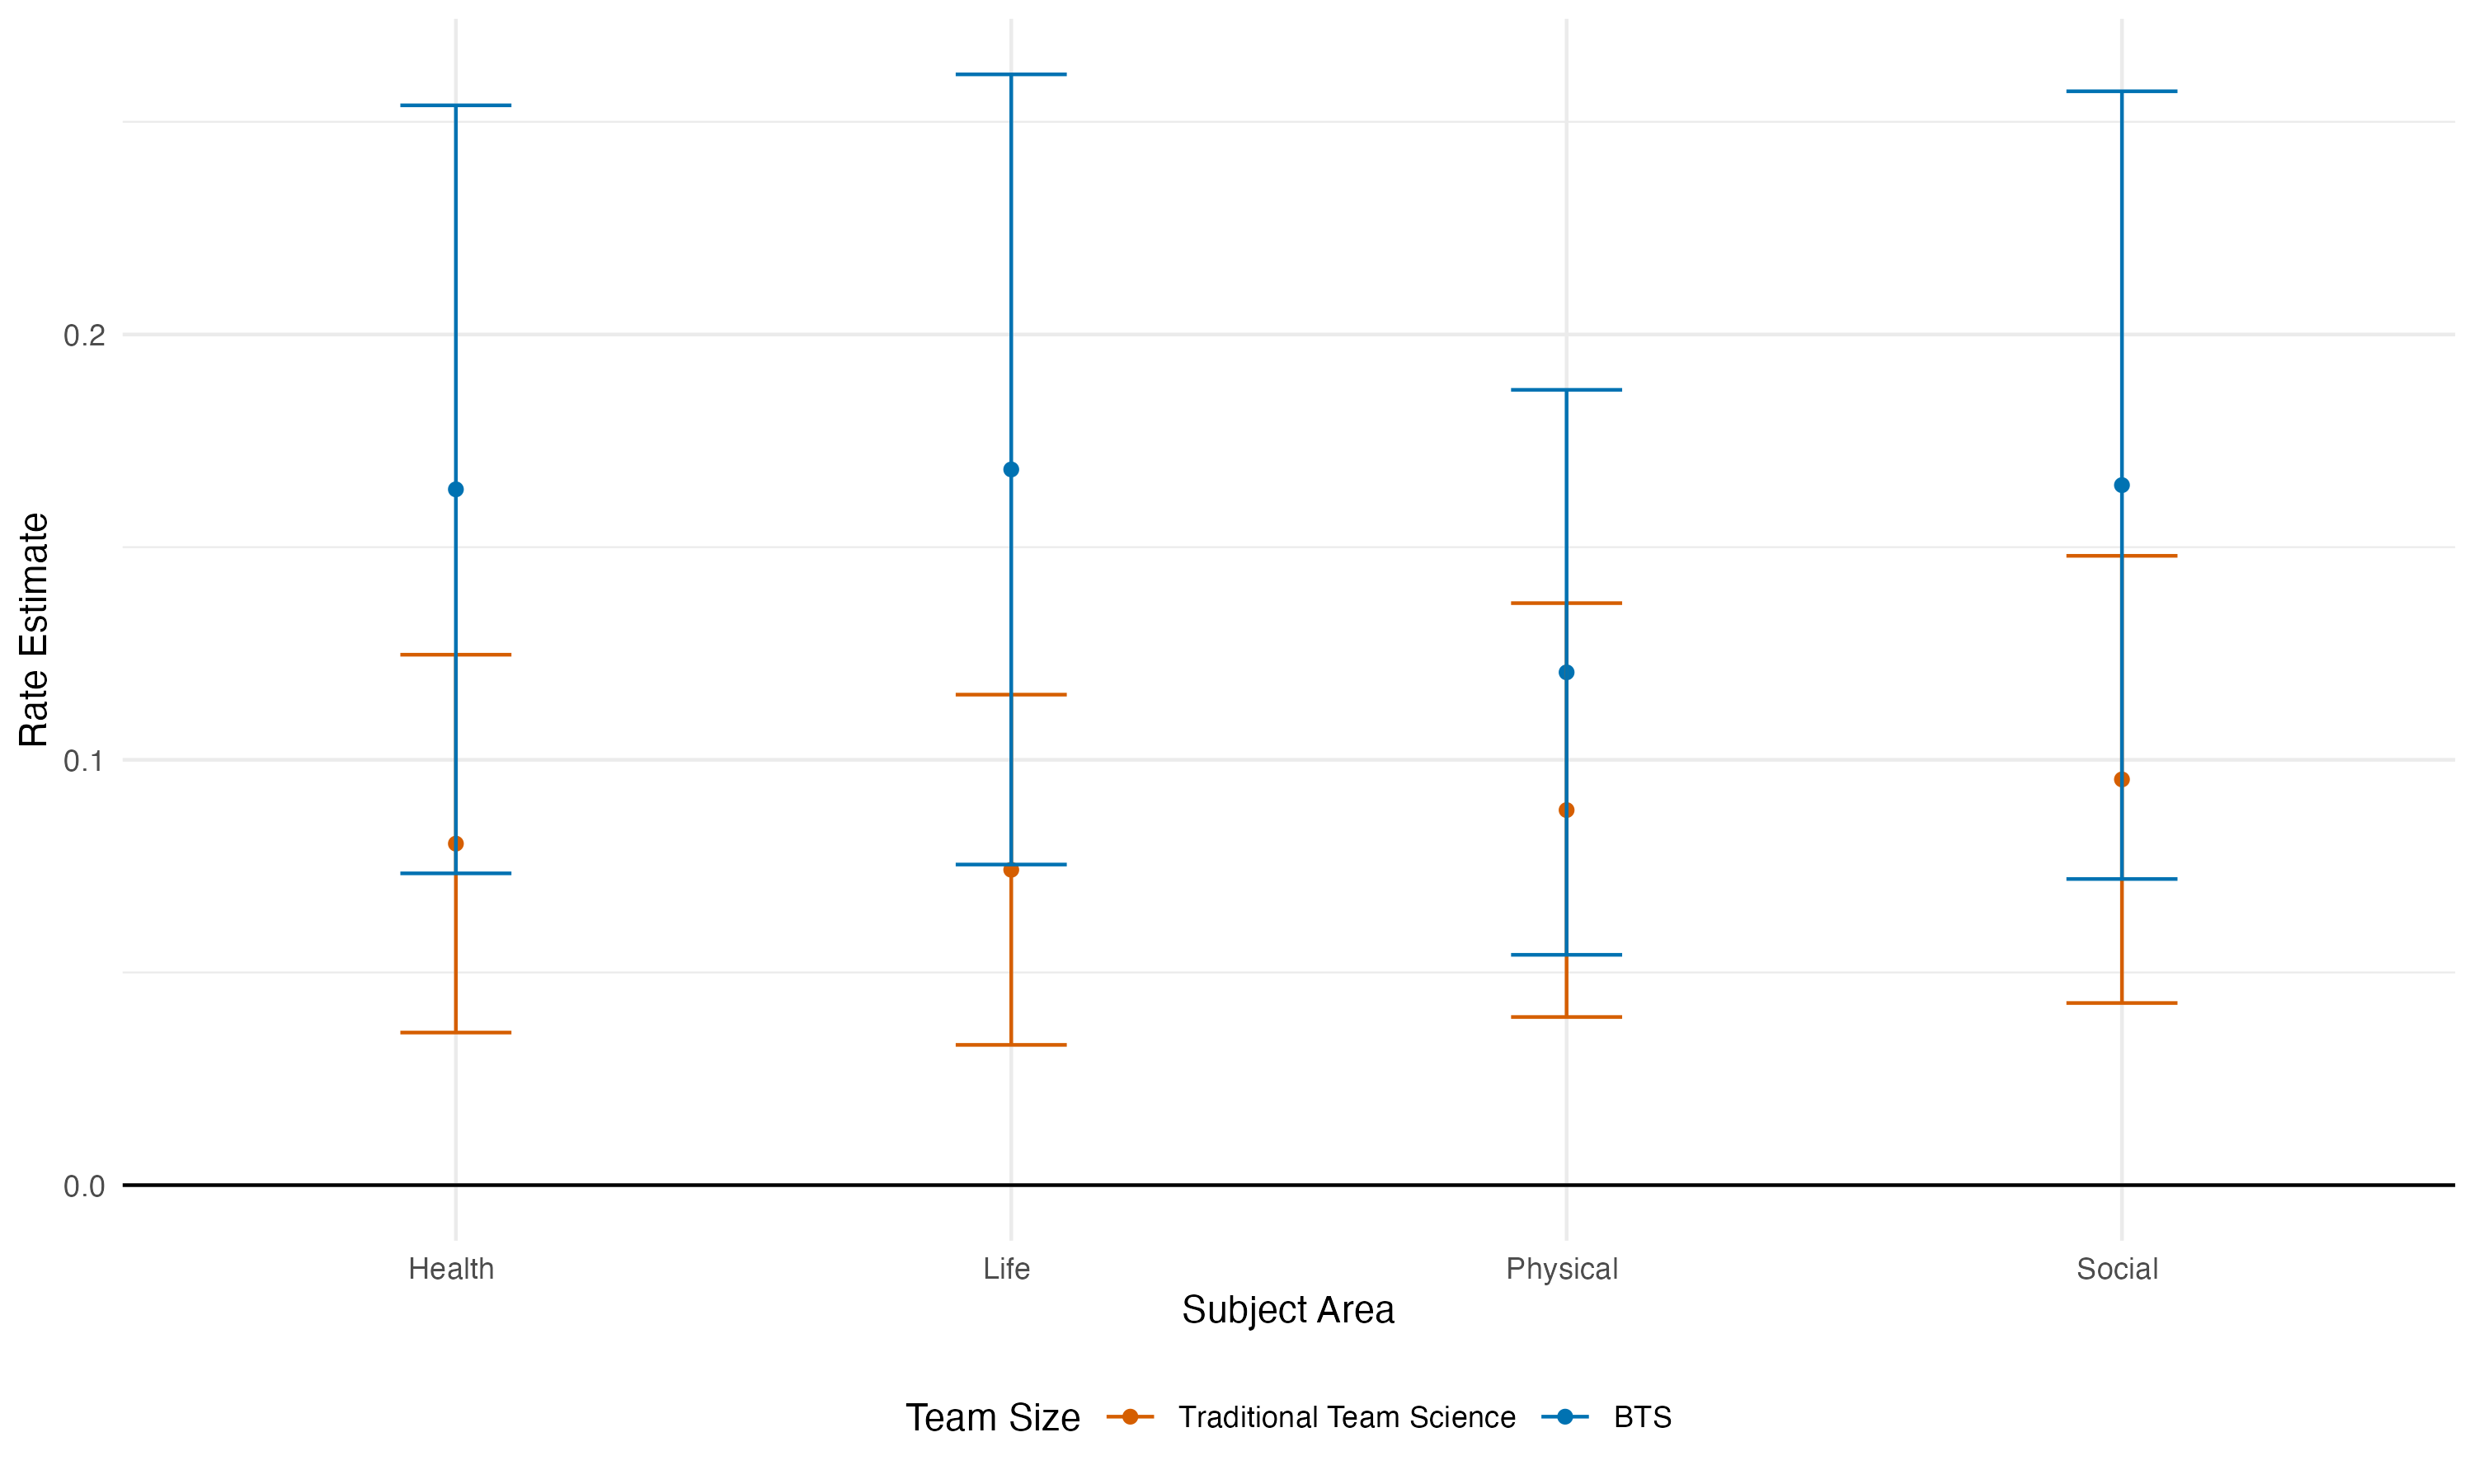 Rate Estimate
0.2
0.1
0.0
Health Life Physical Social
Subject Area
Team Size Traditional Team Science BTS